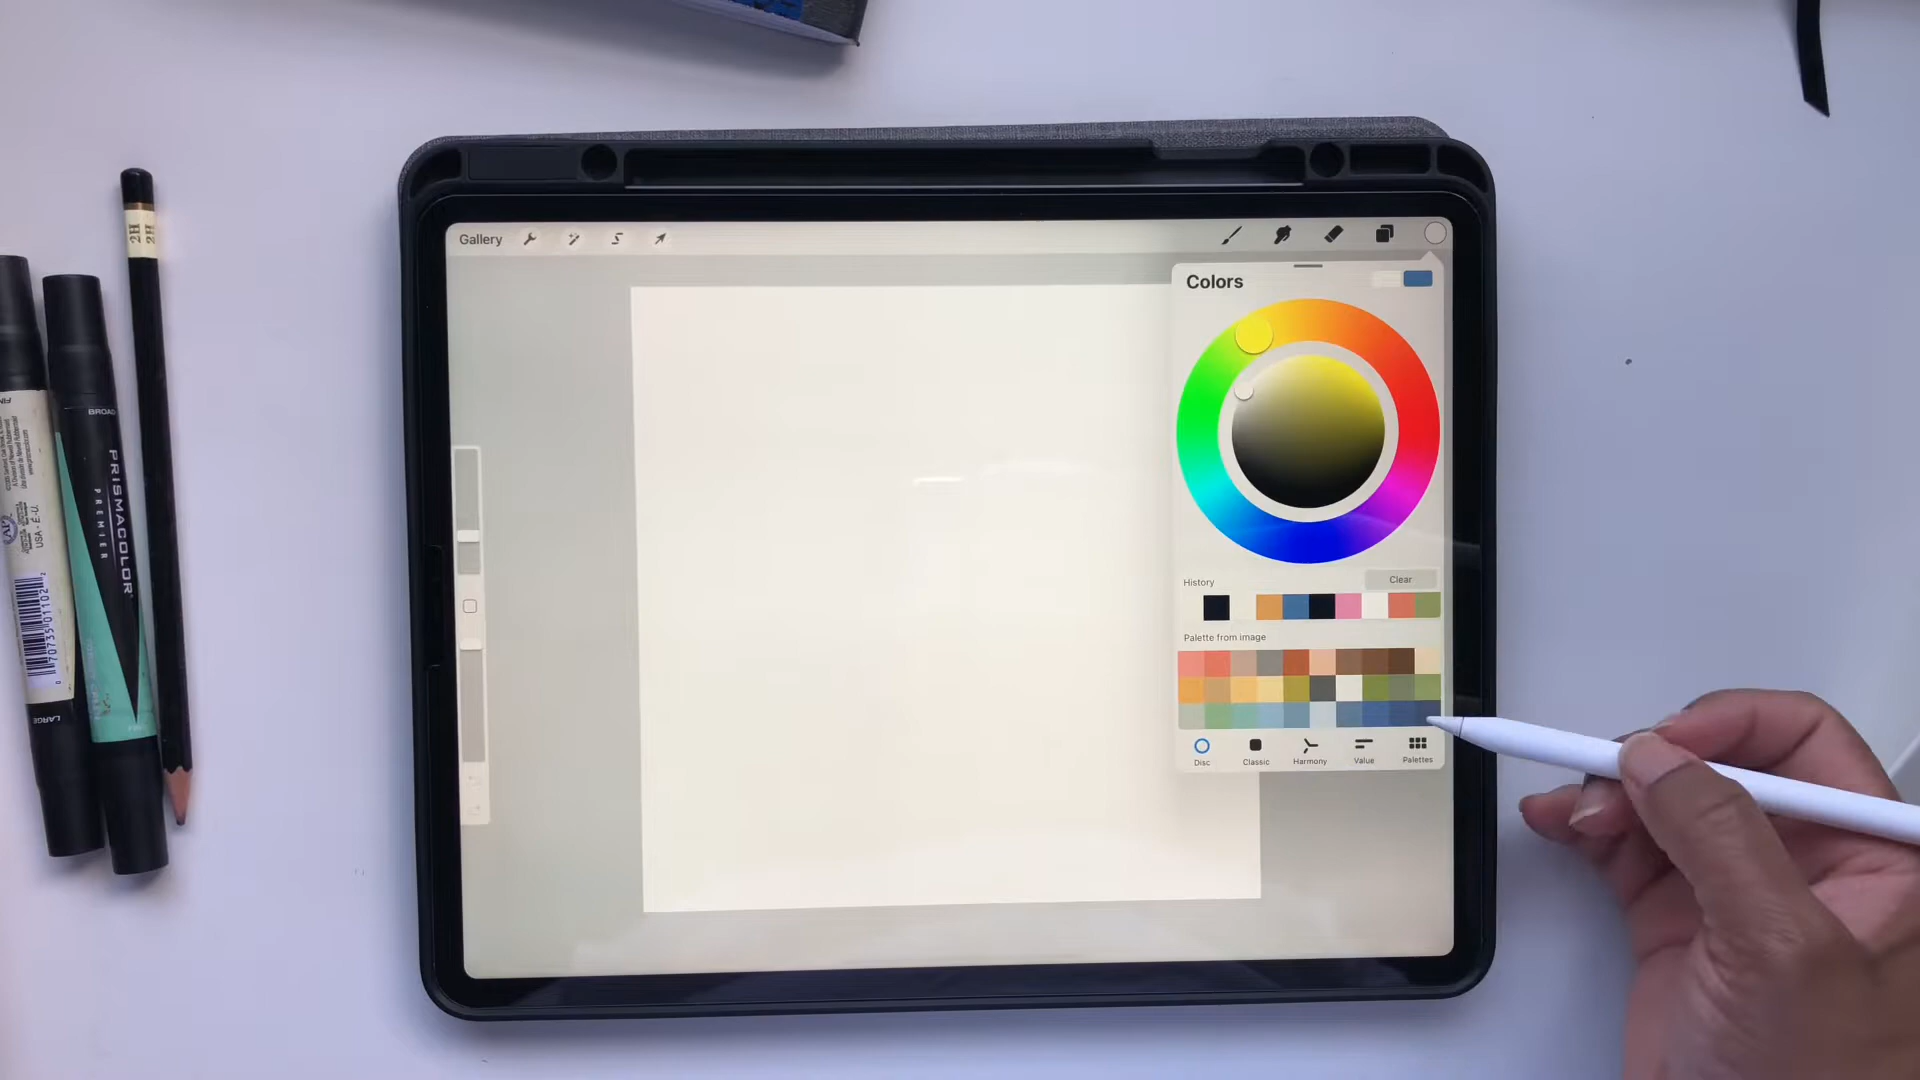 Gallery
Colors
History
Clear
Palette from image
Disc
Classic
Harmony
Value
Palettes
2H
2H
BROAD
PRISMACOLOR
PREMIER
FIN
USA - É-U.
LARGE